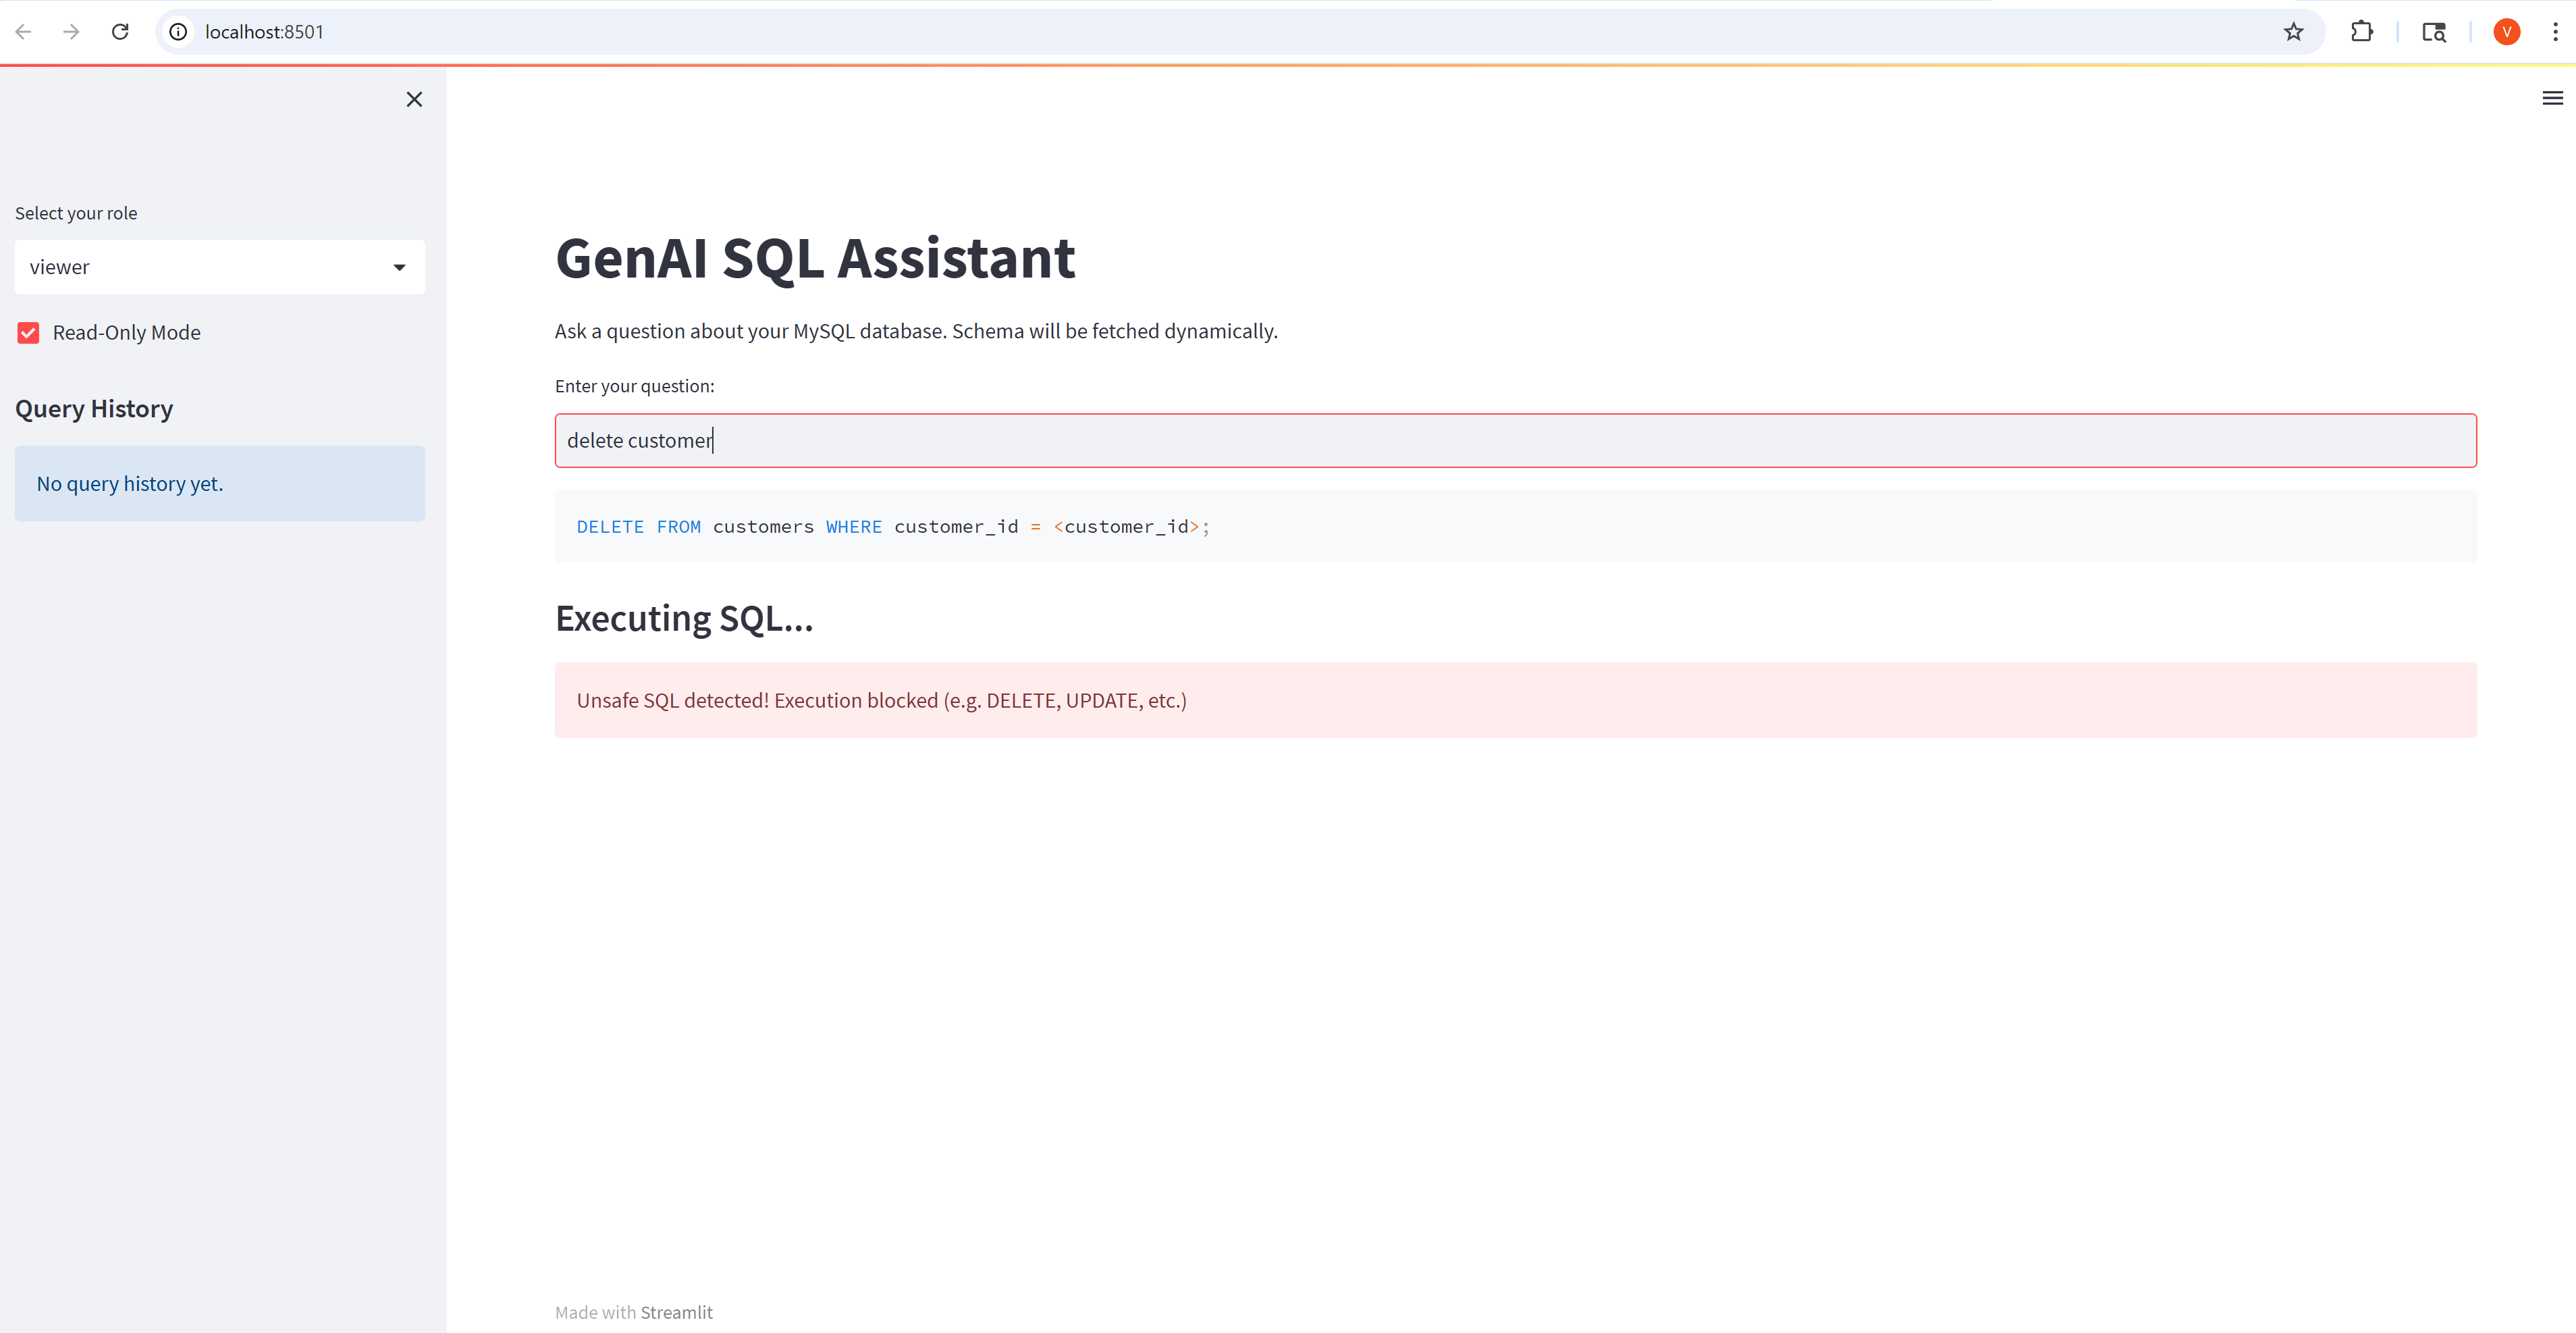 localhost:8501
V
Select your role
viewer
Read-Only Mode
Query History
No query history yet.
GenAI SQL Assistant
Ask a question about your MySQL database. Schema will be fetched dynamically.
Enter your question:
delete customer
DELETE FROM customers WHERE customer_id = <customer_id>;
Executing SQL...
Unsafe SQL detected! Execution blocked (e.g. DELETE, UPDATE, etc.)
Made with Streamlit